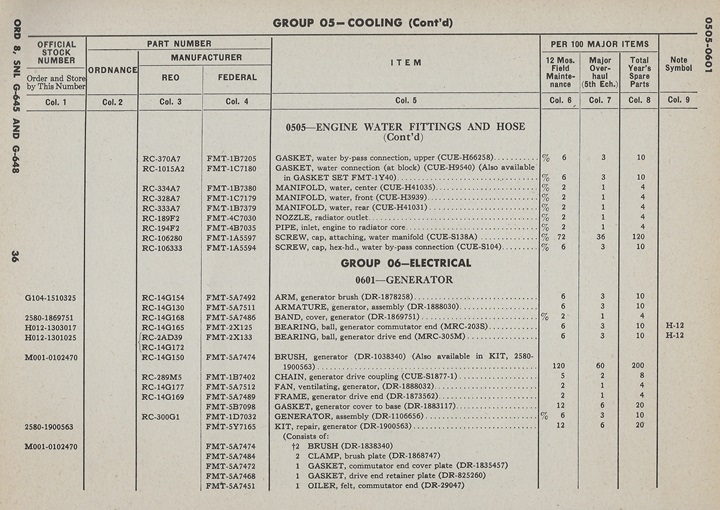 GROUP 05—COOLING (Cont'd)
ORD 8, SNL G-645 AND G-648
36
0505-0601
OFFICIAL STOCK NUMBER
Order and Store by This Number
PART NUMBER
ORDNANCE
MANUFACTURER
REO
FEDERAL
ITEM
PER 100 MAJOR ITEMS
12 Mos. Field Maintenance
Major Overhaul (5th Ech.)
Total Year's Spare Parts
Note Symbol
Col. 1 Col. 2 Col. 3 Col. 4 Col. 5 Col. 6 Col. 7 Col. 8 Col. 9
0505—ENGINE WATER FITTINGS AND HOSE
(Cont'd)
RC-370A7 FMT-1B7205 GASKET, water by-pass connection, upper (CUE-H66258) % 6 3 10
RC-1015A2 FMT-1C7180 GASKET, water connection (at block) (CUE-H9540) (Also available
in GASKET SET FMT-1Y40) % 6 3 10
RC-334A7 FMT-1B7380 MANIFOLD, water, center (CUE-H41035) % 2 1 4
RC-328A7 FMT-1C7179 MANIFOLD, water, front (CUE-H3939) % 2 1 4
RC-333A7 FMT-1B7379 MANIFOLD, water, rear (CUE-H41031) % 2 1 4
RC-189F2 FMT-4C7030 NOZZLE, radiator outlet % 2 1 4
RC-194F2 FMT-4B7035 PIPE, inlet, engine to radiator core % 2 1 4
RC-106280 FMT-1A5597 SCREW, cap, attaching, water manifold (CUE-S138A) % 72 36 120
RC-106333 FMT-1A5594 SCREW, cap, hex-hd., water by-pass connection (CUE-S104) % 6 3 10
GROUP 06—ELECTRICAL
0601—GENERATOR
G104-1510325 RC-14G154 FMT-5A7492 ARM, generator brush (DR-1878258) 6 3 10
RC-14G130 FMT-5A7511 ARMATURE, generator, assembly (DR-1888030) 6 3 10
2580-1869751 RC-14G168 FMT-5A7486 BAND, cover, generator (DR-1869751) % 2 1 4
H012-1303017 RC-14G165 FMT-2X125 BEARING, ball, generator commutator end (MRC-203S) 6 3 10 H-12
H012-1301025 RC-2AD39 FMT-2X133 BEARING, ball, generator drive end (MRC-305M) 6 3 10 H-12
RC-14G172
M001-0102470 RC-14G150 FMT-5A7474 BRUSH, generator (DR-1038340) (Also available in KIT, 2580-
1900563) 120 60 200
RC-289M5 FMT-1B7402 CHAIN, generator drive coupling (CUE-S1877-1) 5 2 8
RC-14G177 FMT-5A7512 FAN, ventilating, generator, (DR-1888032) 2 1 4
RC-14G169 FMT-5A7489 FRAME, generator drive end (DR-1873562) 2 1 4
FMT-5B7098 GASKET, generator cover to base (DR-1883117) 12 6 20
RC-300G1 FMT-1D7032 GENERATOR, assembly (DR-1106656) % 6 3 10
2580-1900563 FMT-5Y7165 KIT, repair, generator (DR-1900563) 12 6 20
(Consists of:
M001-0102470 FMT-5A7474 †2 BRUSH (DR-1838340)
FMT-5A7484 2 CLAMP, brush plate (DR-1868747)
FMT-5A7472 1 GASKET, commutator end cover plate (DR-1835457)
FMT-5A7468 1 GASKET, drive end retainer plate (DR-825260)
FMT-5A7451 1 OILER, felt, commutator end (DR-29047)